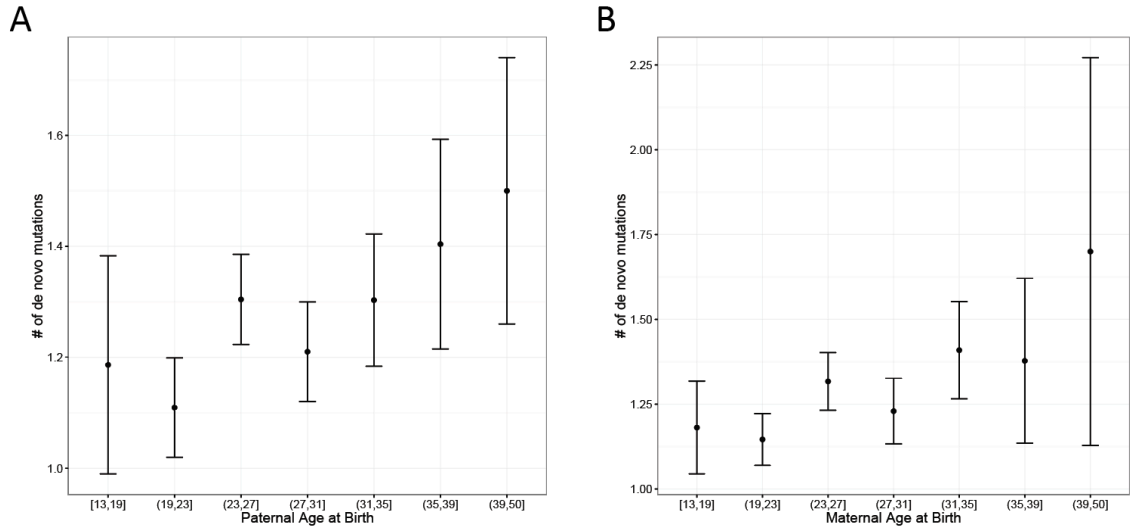 A
# of de novo mutations
1.6
1.4
1.2
1.0
[13,19] (19,23] (23,27] (27,31] (31,35] (35,39] (39,50]
Paternal Age at Birth
B
# of de novo mutations
2.25
2.00
1.75
1.50
1.25
1.00
[13,19] (19,23] (23,27] (27,31] (31,35] (35,39] (39,50]
Maternal Age at Birth